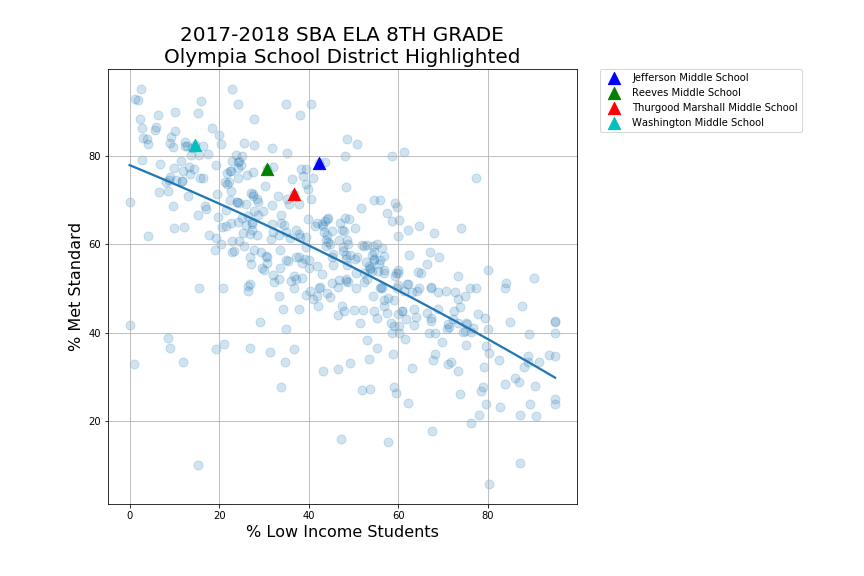 2017-2018 SBA ELA 8TH GRADE
Olympia School District Highlighted
Jefferson Middle School
Reeves Middle School
Thurgood Marshall Middle School
Washington Middle School
% Met Standard
80
60
40
20
0
20
40
60
80
% Low Income Students